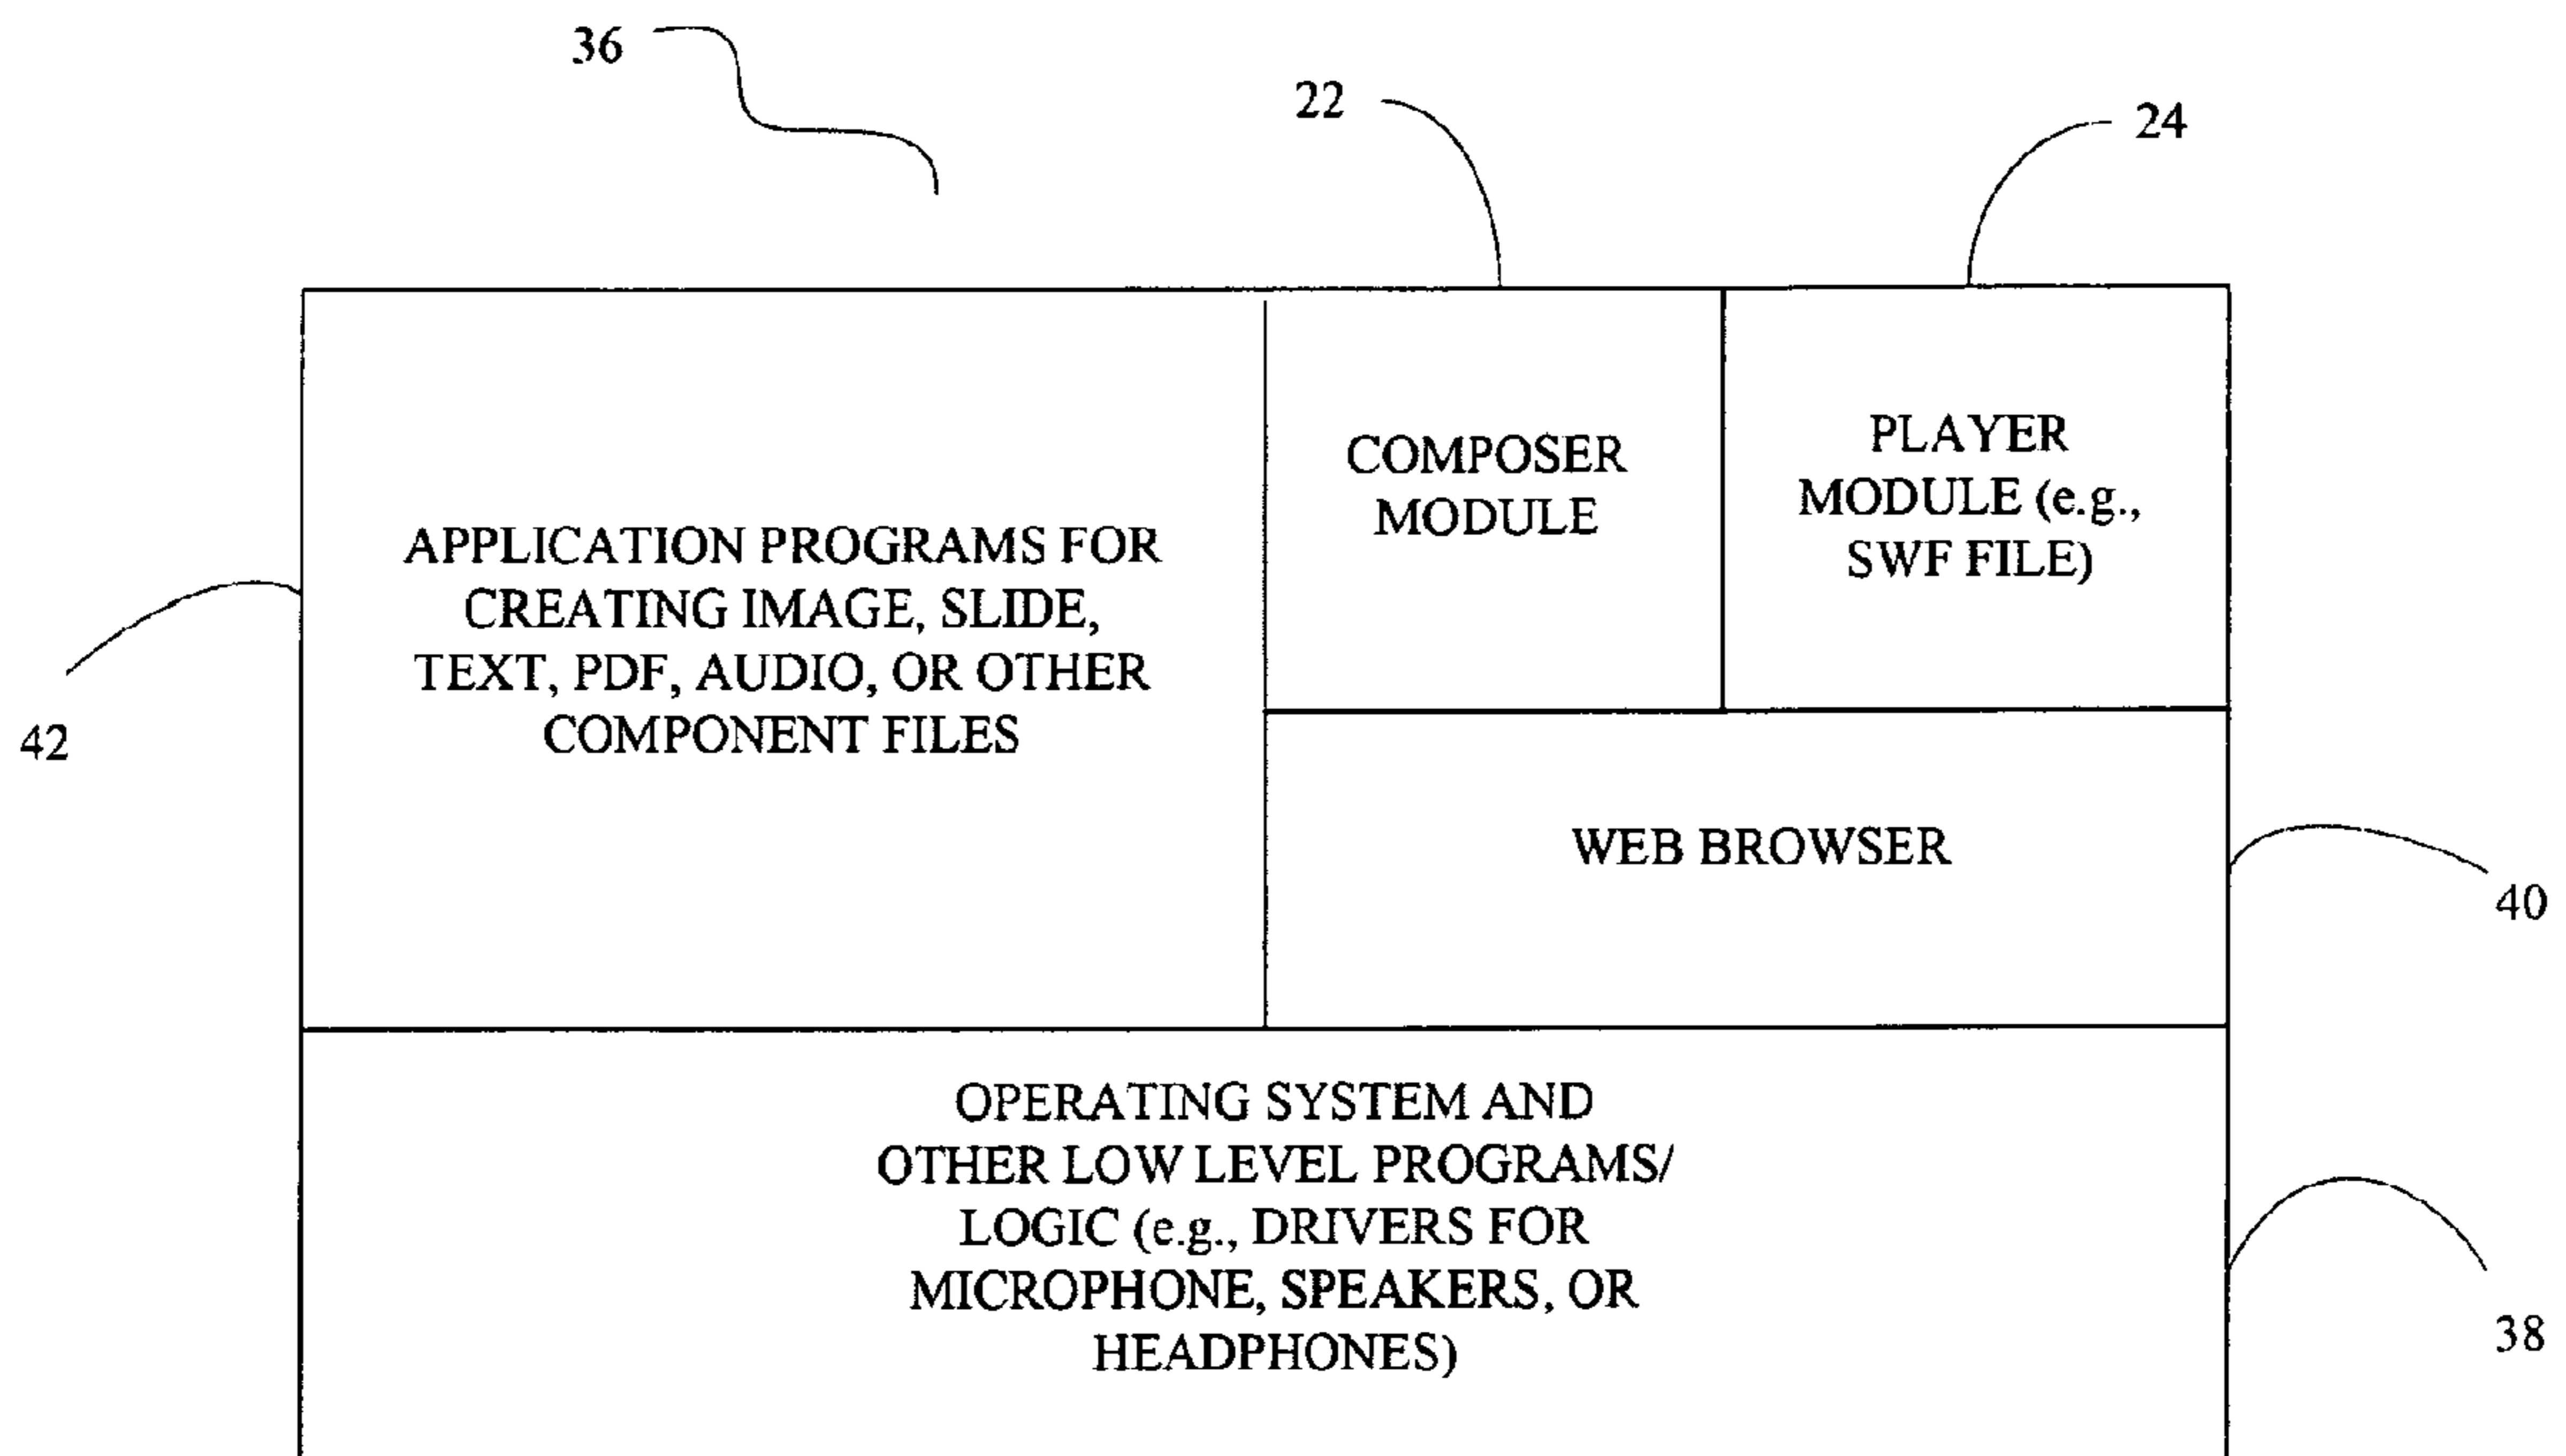 36
22
24
COMPOSER
MODULE
PLAYER
MODULE (e.g.,
SWF FILE)
APPLICATION PROGRAMS FOR
CREATING IMAGE, SLIDE,
TEXT, PDF, AUDIO, OR OTHER
COMPONENT FILES
42
WEB BROWSER
40
OPERATING SYSTEM AND
OTHER LOW LEVEL PROGRAMS/
LOGIC (e.g., DRIVERS FOR
MICROPHONE, SPEAKERS, OR
HEADPHONES)
38